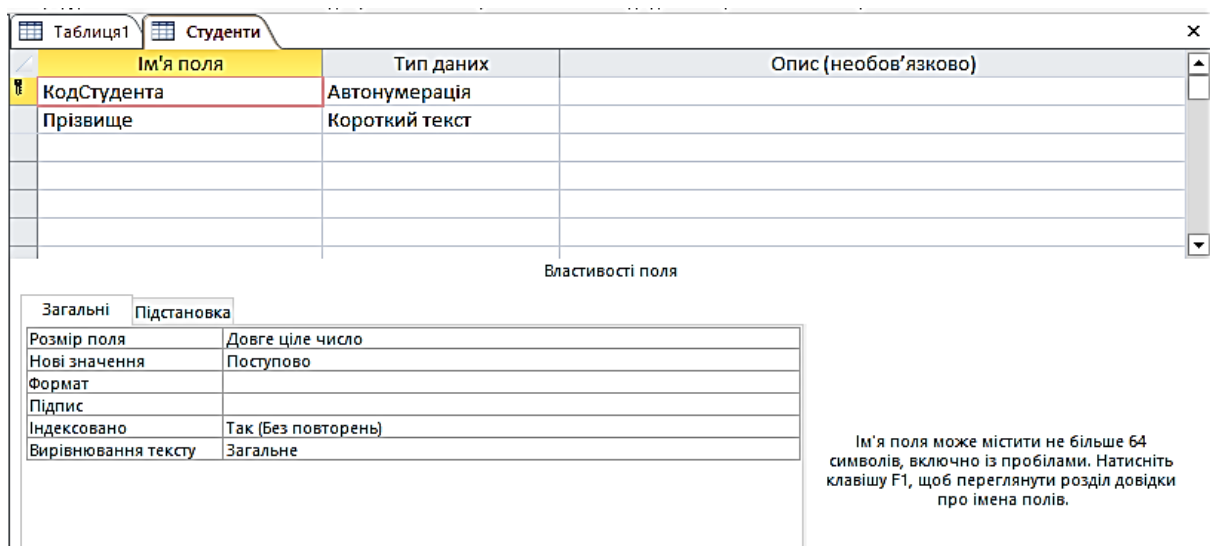 Таблиця1 Студенти
Ім'я поля Тип даних Опис (необов’язково)
КодСтудента Автонумерація
Прізвище Короткий текст
Властивості поля
Загальні Підстановка
Розмір поля Довге ціле число
Нові значення Поступово
Формат
Підпис
Індексовано Так (Без повторень)
Вирівнювання тексту Загальне
Ім'я поля може містити не більше 64
символів, включно із пробілами. Натисніть
клавішу F1, щоб переглянути розділ довідки
про імена полів.